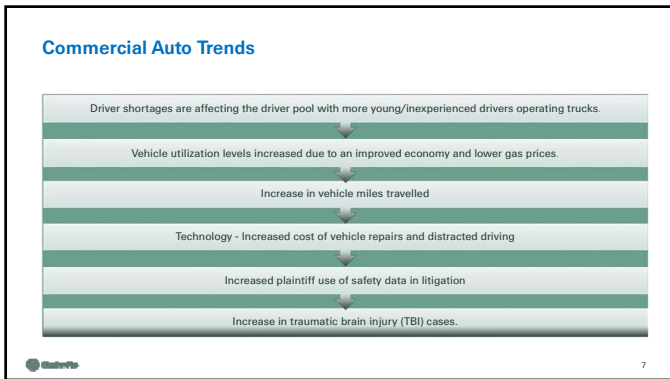 Commercial Auto Trends
Driver shortages are affecting the driver pool with more young/inexperienced drivers operating trucks.
Vehicle utilization levels increased due to an improved economy and lower gas prices.
Increase in vehicle miles travelled
Technology - Increased cost of vehicle repairs and distracted driving
Increased plaintiff use of safety data in litigation
Increase in traumatic brain injury (TBI) cases.
7